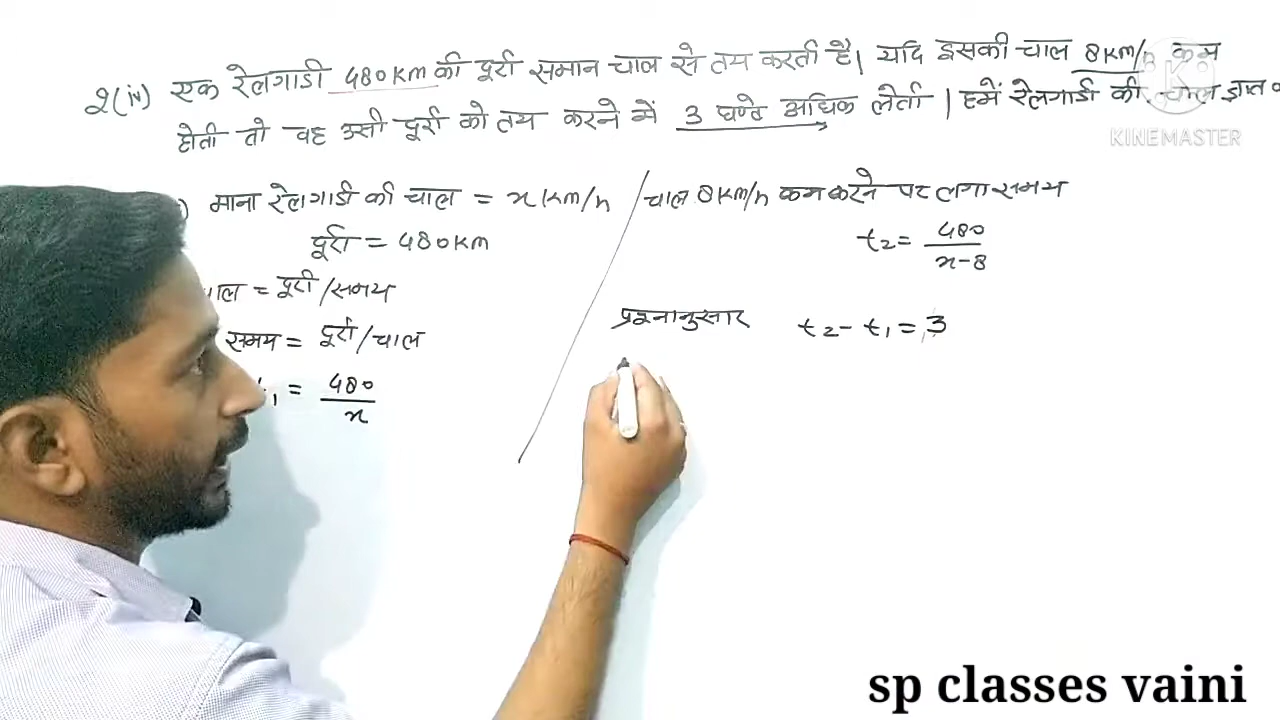 2(iv) एक रेलगाडी 480km की दूरी समान चाल से तय करती है। यदि इसकी चाल 8km/h कम
होती तो वह उसी दूरी को तय करने में 3 घण्टे अधिक लेती। हमें रेलगाडी की चाल ज्ञात०
KINEMASTER
माना रेलगाडी की चाल = x km/h
दूरी = 480km
= दूरी/समय
समय = दूरी/चाल
= 480/x
चाल 8km/h कम करने पर लगा समय
t2 = 480/x-8
प्रश्नानुसार t2 - t1 = 3
sp classes vaini